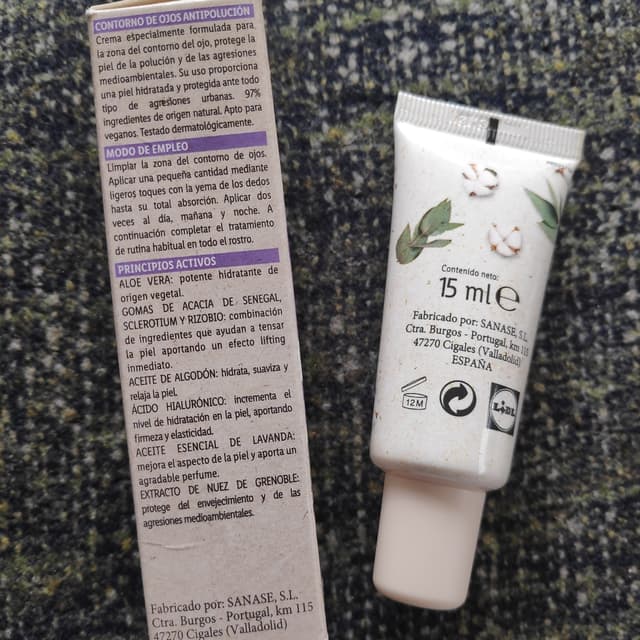 CONTORNO DE OJOS ANTIPOLUCIÓN
Crema especialmente formulada para
la zona del contorno del ojo, protege la
piel de la polución y de las agresiones
medioambientales. Su uso proporciona
una piel hidratada y protegida ante todo
tipo de agresiones urbanas. 97%
ingredientes de origen natural. Apto para
veganos. Testado dermatológicamente.
MODO DE EMPLEO
Limpiar la zona del contorno de ojos.
Aplicar una pequeña cantidad mediante
ligeros toques con la yema de los dedos
hasta su total absorción. Aplicar dos
veces al día, mañana y noche. A
continuación completar el tratamiento
de rutina habitual en todo el rostro.
PRINCIPIOS ACTIVOS
ALOE VERA: potente hidratante de
origen vegetal.
GOMAS DE ACACIA DE SENEGAL,
SCLEROTIUM Y RIZOBIO: combinación
de ingredientes que ayudan a tensar
la piel aportando un efecto lifting
inmediato.
ACEITE DE ALGODÓN: hidrata, suaviza y
relaja la piel.
ÁCIDO HIALURÓNICO: incrementa el
nivel de hidratación en la piel, aportando
firmeza y elasticidad.
ACEITE ESENCIAL DE LAVANDA:
mejora el aspecto de la piel y aporta un
agradable perfume.
EXTRACTO DE NUEZ DE GRENOBLE:
protege del envejecimiento y de las
agresiones medioambientales.
Fabricado por: SANASE, S.L.
Ctra. Burgos - Portugal, km 115
47270 Cigales (Valladolid)
Contenido neto:
15 ml e
Fabricado por: SANASE, S.L.
Ctra. Burgos - Portugal, km 115
47270 Cigales (Valladolid)
ESPAÑA
12M
LIDL